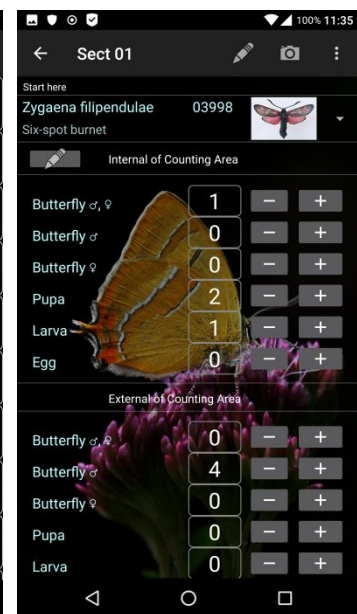 100% 11:35
Sect 01
Start here
Zygaena filipendulae 03998
Six-spot burnet
Internal of Counting Area
Butterfly ♂, ♀ 1 − +
Butterfly ♂ 0 − +
Butterfly ♀ 0 − +
Pupa 2 − +
Larva 1 − +
Egg 0 − +
External of Counting Area
Butterfly ♂, ♀ 0 − +
Butterfly ♂ 4 − +
Butterfly ♀ 0 − +
Pupa 0 − +
Larva 0 − +